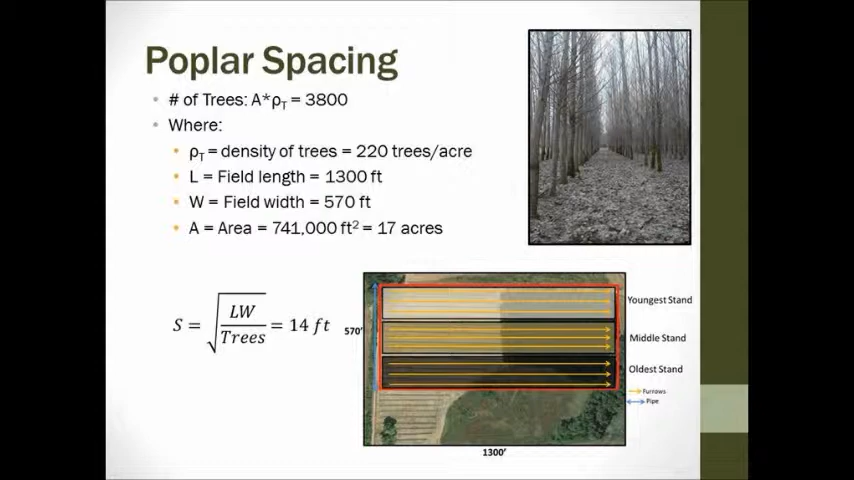 Poplar Spacing
• # of Trees: A*ρT = 3800
• Where:
• ρT = density of trees = 220 trees/acre
• L = Field length = 1300 ft
• W = Field width = 570 ft
• A = Area = 741,000 ft² = 17 acres
S = √(LW/Trees) = 14 ft
570'
Youngest Stand
Middle Stand
Oldest Stand
Furrows
Pipe
1300'